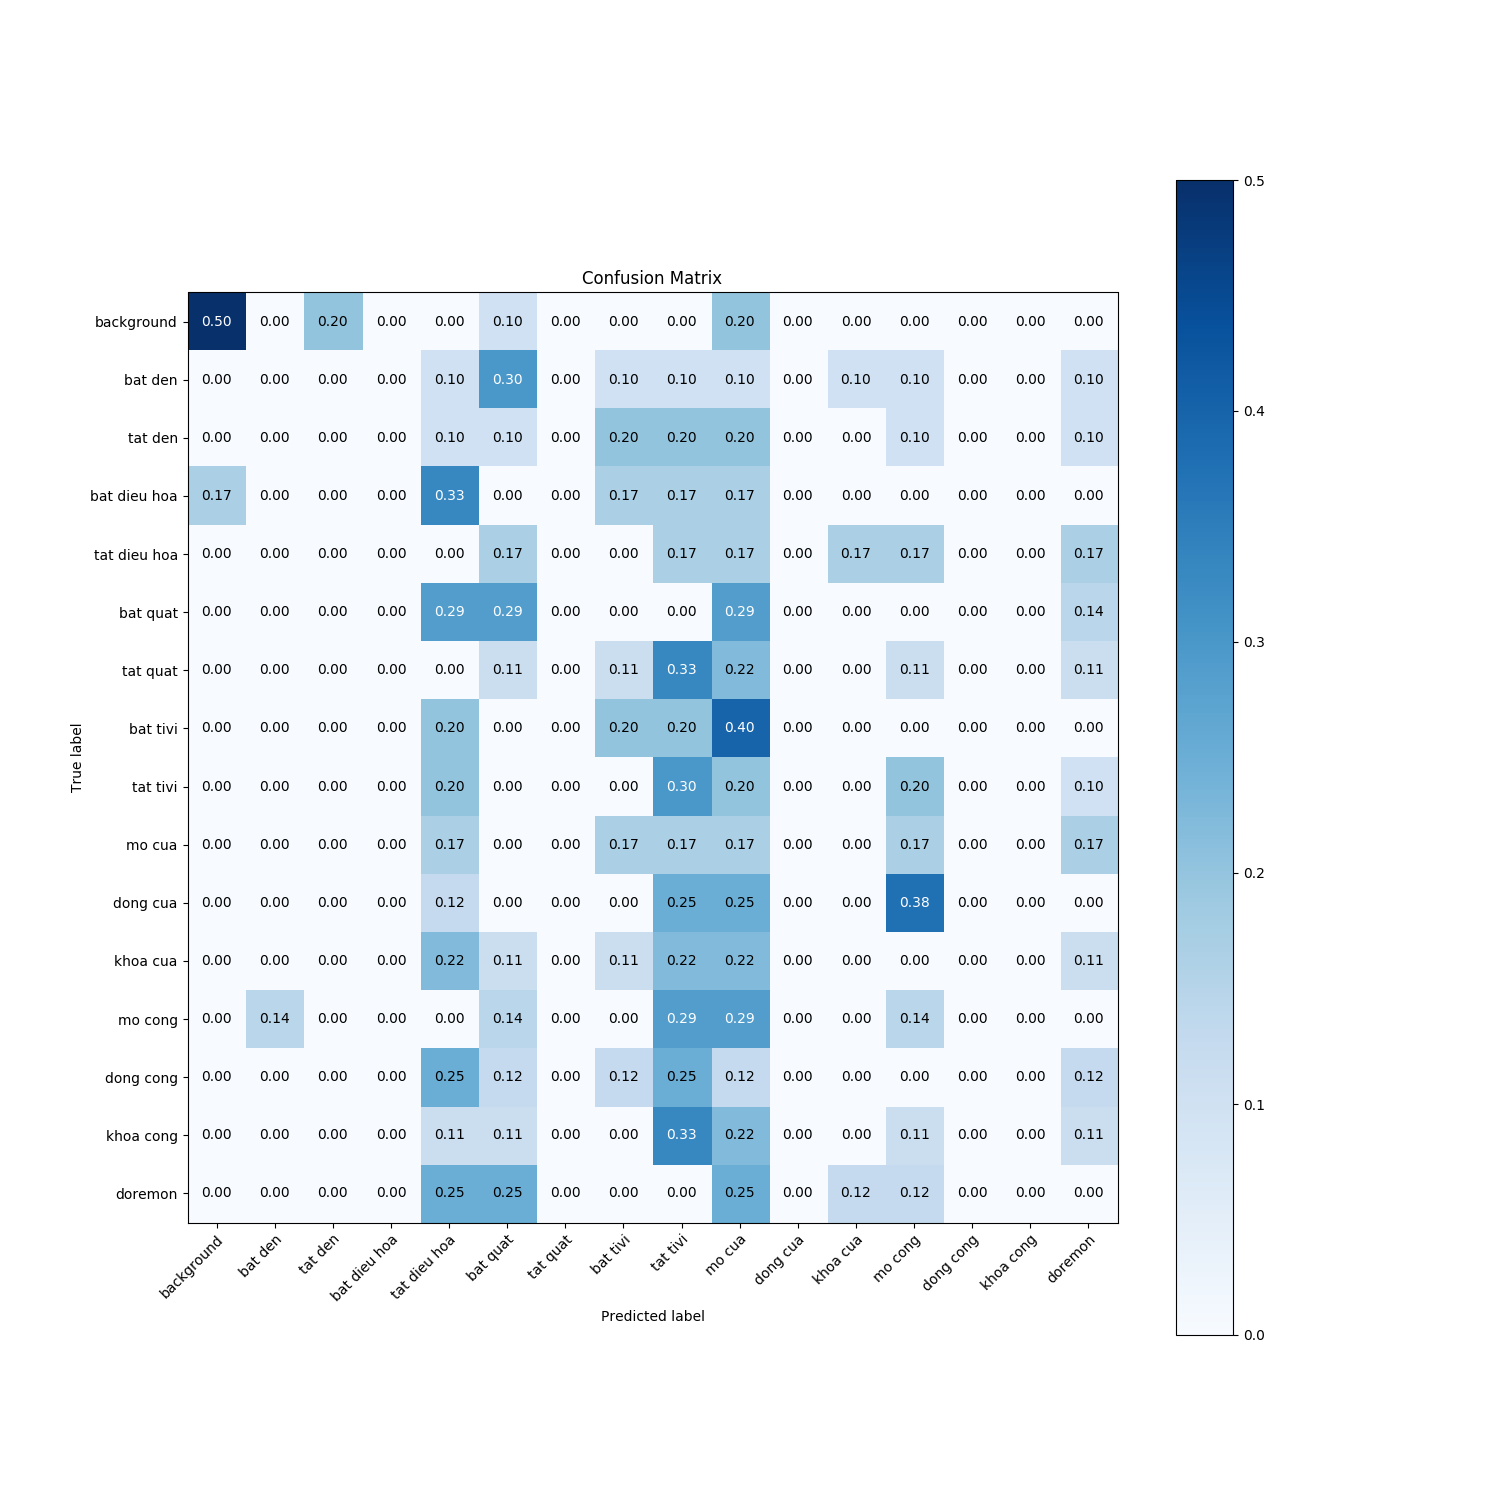 Confusion Matrix
background 0.50 0.00 0.20 0.00 0.00 0.10 0.00 0.00 0.00 0.20 0.00 0.00 0.00 0.00 0.00 0.00
bat den 0.00 0.00 0.00 0.00 0.10 0.30 0.00 0.10 0.10 0.10 0.00 0.10 0.10 0.00 0.00 0.10
tat den 0.00 0.00 0.00 0.00 0.10 0.10 0.00 0.20 0.20 0.20 0.00 0.00 0.10 0.00 0.00 0.10
bat dieu hoa 0.17 0.00 0.00 0.00 0.33 0.00 0.00 0.17 0.17 0.17 0.00 0.00 0.00 0.00 0.00 0.00
tat dieu hoa 0.00 0.00 0.00 0.00 0.00 0.17 0.00 0.00 0.17 0.17 0.00 0.17 0.17 0.00 0.00 0.17
bat quat 0.00 0.00 0.00 0.00 0.29 0.29 0.00 0.00 0.00 0.29 0.00 0.00 0.00 0.00 0.00 0.14
tat quat 0.00 0.00 0.00 0.00 0.00 0.11 0.00 0.11 0.33 0.22 0.00 0.00 0.11 0.00 0.00 0.11
bat tivi 0.00 0.00 0.00 0.00 0.20 0.00 0.00 0.20 0.20 0.40 0.00 0.00 0.00 0.00 0.00 0.00
tat tivi 0.00 0.00 0.00 0.00 0.20 0.00 0.00 0.00 0.30 0.20 0.00 0.00 0.20 0.00 0.00 0.10
mo cua 0.00 0.00 0.00 0.00 0.17 0.00 0.00 0.17 0.17 0.17 0.00 0.00 0.17 0.00 0.00 0.17
dong cua 0.00 0.00 0.00 0.00 0.12 0.00 0.00 0.00 0.25 0.25 0.00 0.00 0.38 0.00 0.00 0.00
khoa cua 0.00 0.00 0.00 0.00 0.22 0.11 0.00 0.11 0.22 0.22 0.00 0.00 0.00 0.00 0.00 0.11
mo cong 0.00 0.14 0.00 0.00 0.00 0.14 0.00 0.00 0.29 0.29 0.00 0.00 0.14 0.00 0.00 0.00
dong cong 0.00 0.00 0.00 0.00 0.25 0.12 0.00 0.12 0.25 0.12 0.00 0.00 0.00 0.00 0.00 0.12
khoa cong 0.00 0.00 0.00 0.00 0.11 0.11 0.00 0.00 0.33 0.22 0.00 0.00 0.11 0.00 0.00 0.11
doremon 0.00 0.00 0.00 0.00 0.25 0.25 0.00 0.00 0.00 0.25 0.00 0.12 0.12 0.00 0.00 0.00
True label
background bat den tat den bat dieu hoa tat dieu hoa bat quat tat quat bat tivi tat tivi mo cua dong cua khoa cua mo cong dong cong khoa cong doremon
Predicted label
0.5
0.4
0.3
0.2
0.1
0.0